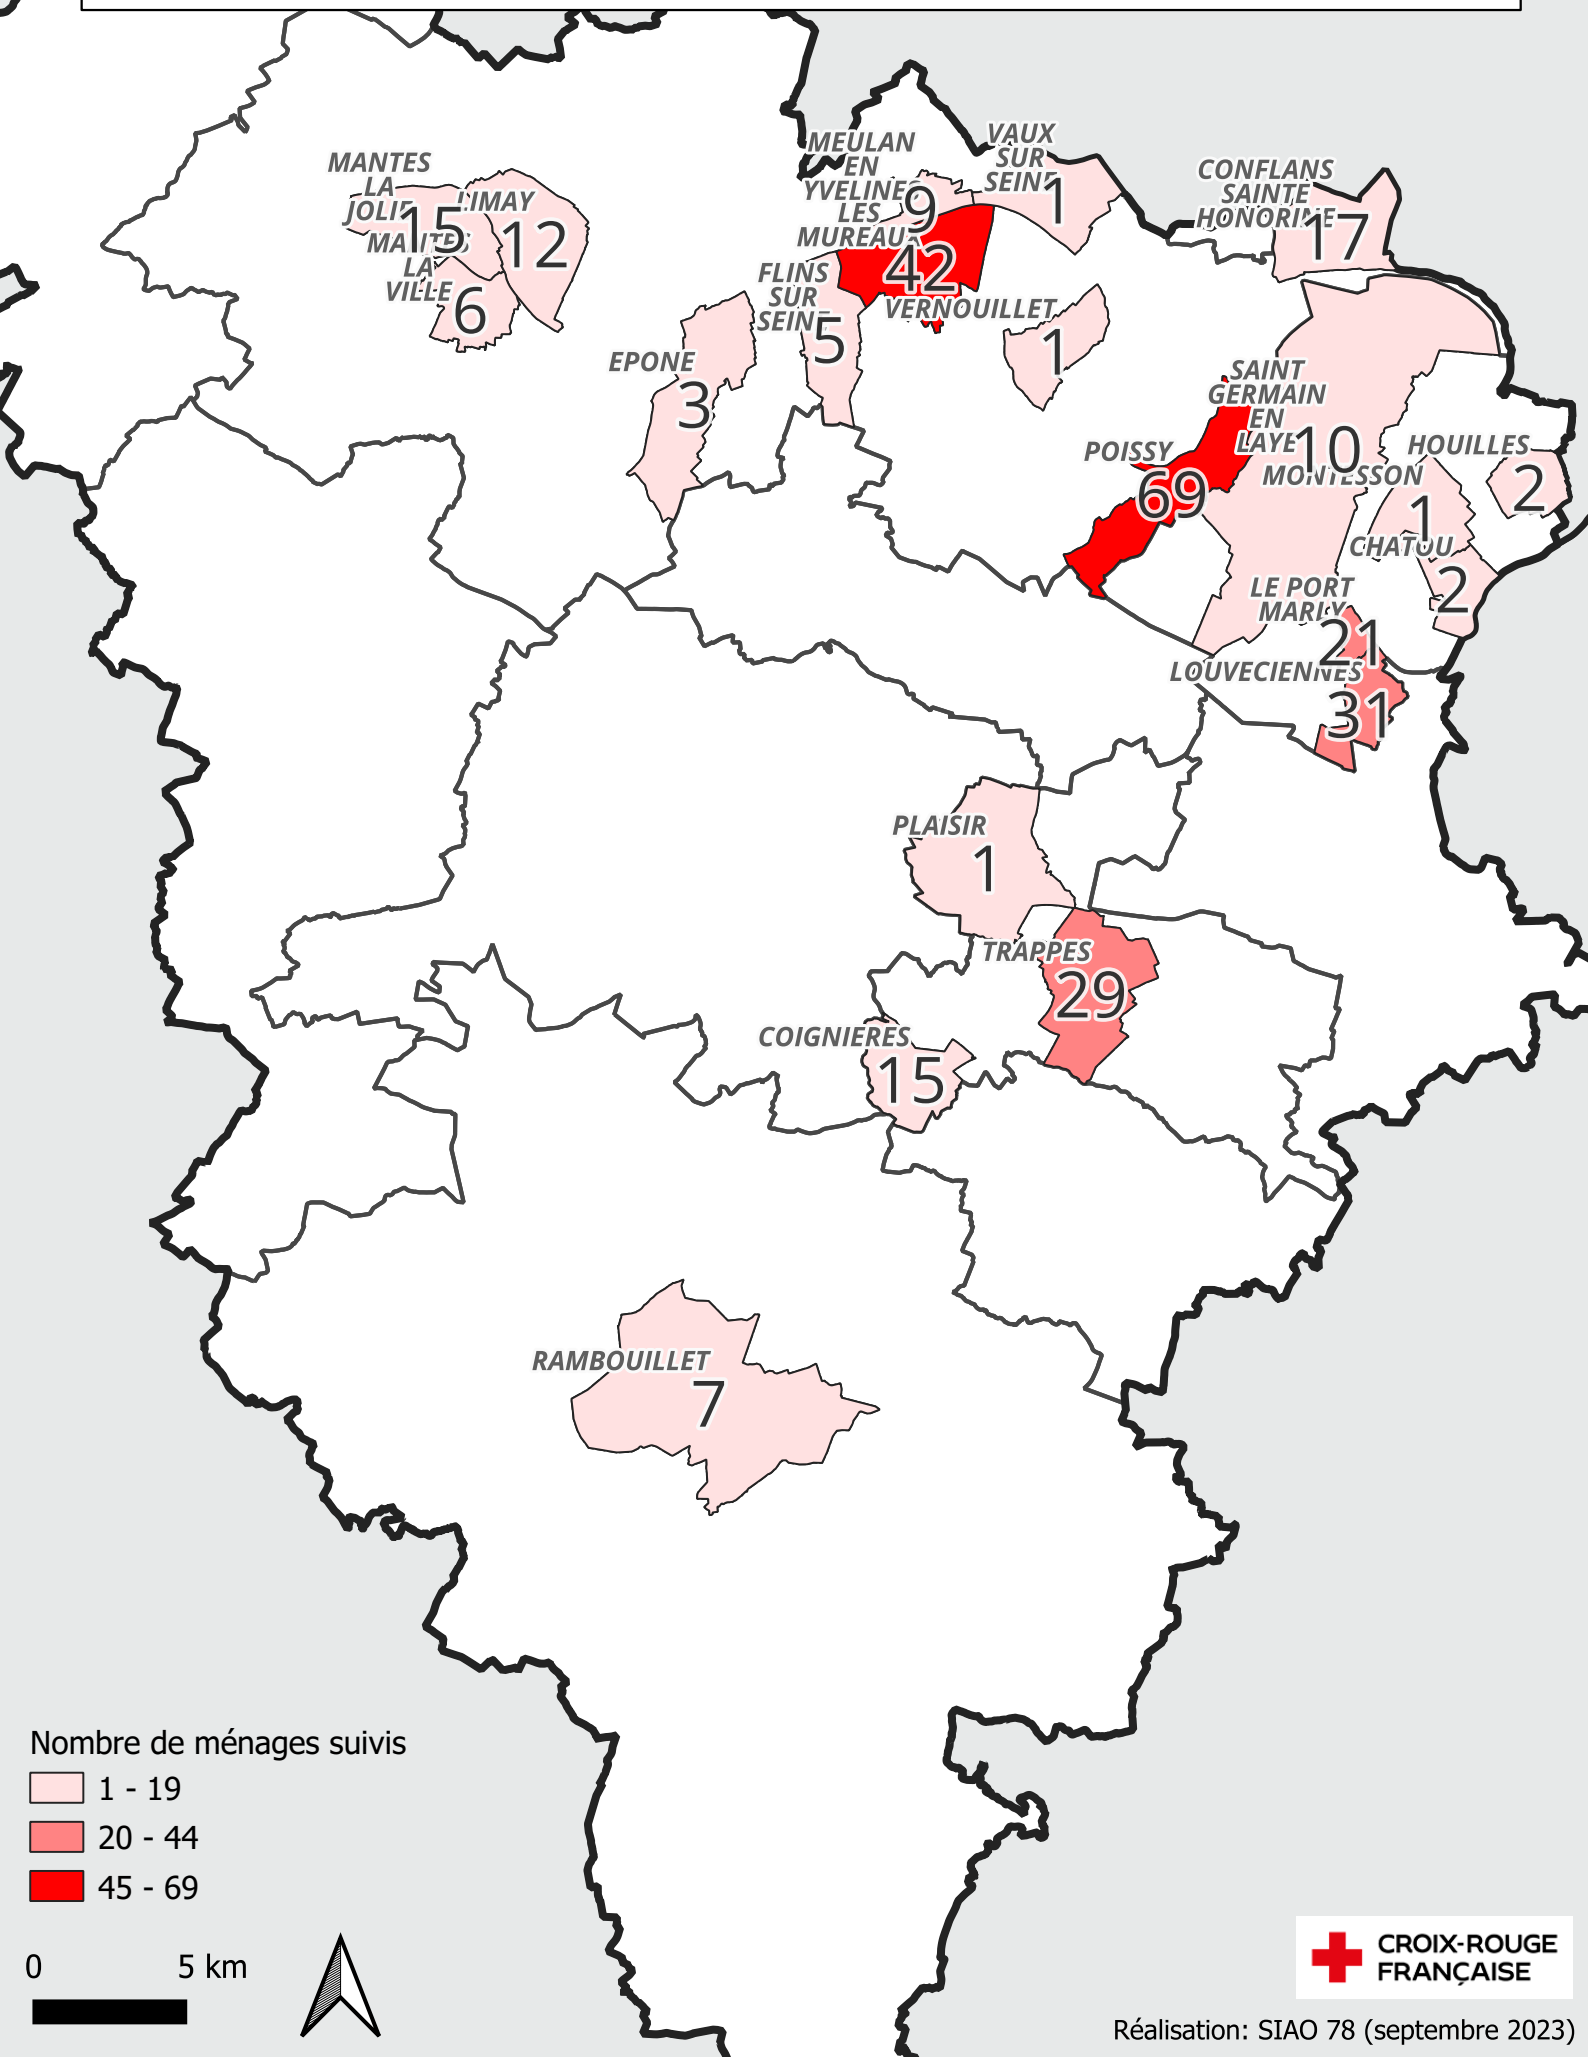 MEULAN
EN
YVELINES
9
VAUX
SUR
SEINE
1
CONFLANS
SAINTE
HONORINE
17
MANTES
LA
JOLIE
15
LIMAY
12
MANTES
LA
VILLE
6
LES
MUREAUX
42
FLINS
SUR
SEINE
5
VERNOUILLET
1
EPONE
3
SAINT
GERMAIN
EN
LAYE
10
POISSY
69
HOUILLES
2
MONTESSON
1
CHATOU
2
LE PORT
MARLY
21
LOUVECIENNES
31
PLAISIR
1
TRAPPES
29
COIGNIERES
15
RAMBOUILLET
7
Nombre de ménages suivis
1 - 19
20 - 44
45 - 69
0 5 km
CROIX-ROUGE
FRANÇAISE
Réalisation: SIAO 78 (septembre 2023)